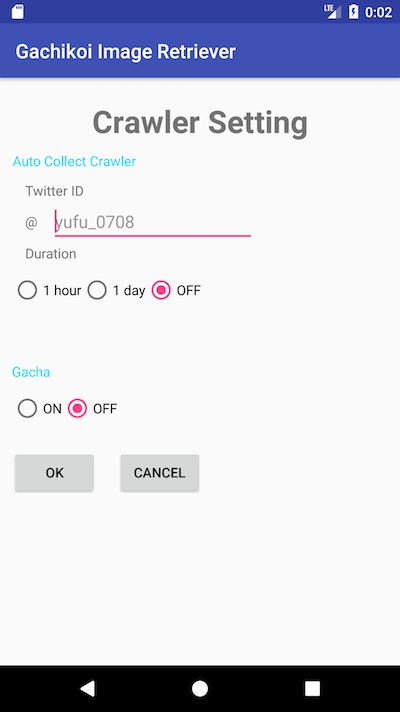 LTE 0:02
Gachikoi Image Retriever
Crawler Setting
Auto Collect Crawler
Twitter ID
@ yufu_0708
Duration
1 hour 1 day OFF
Gacha
ON OFF
OK CANCEL